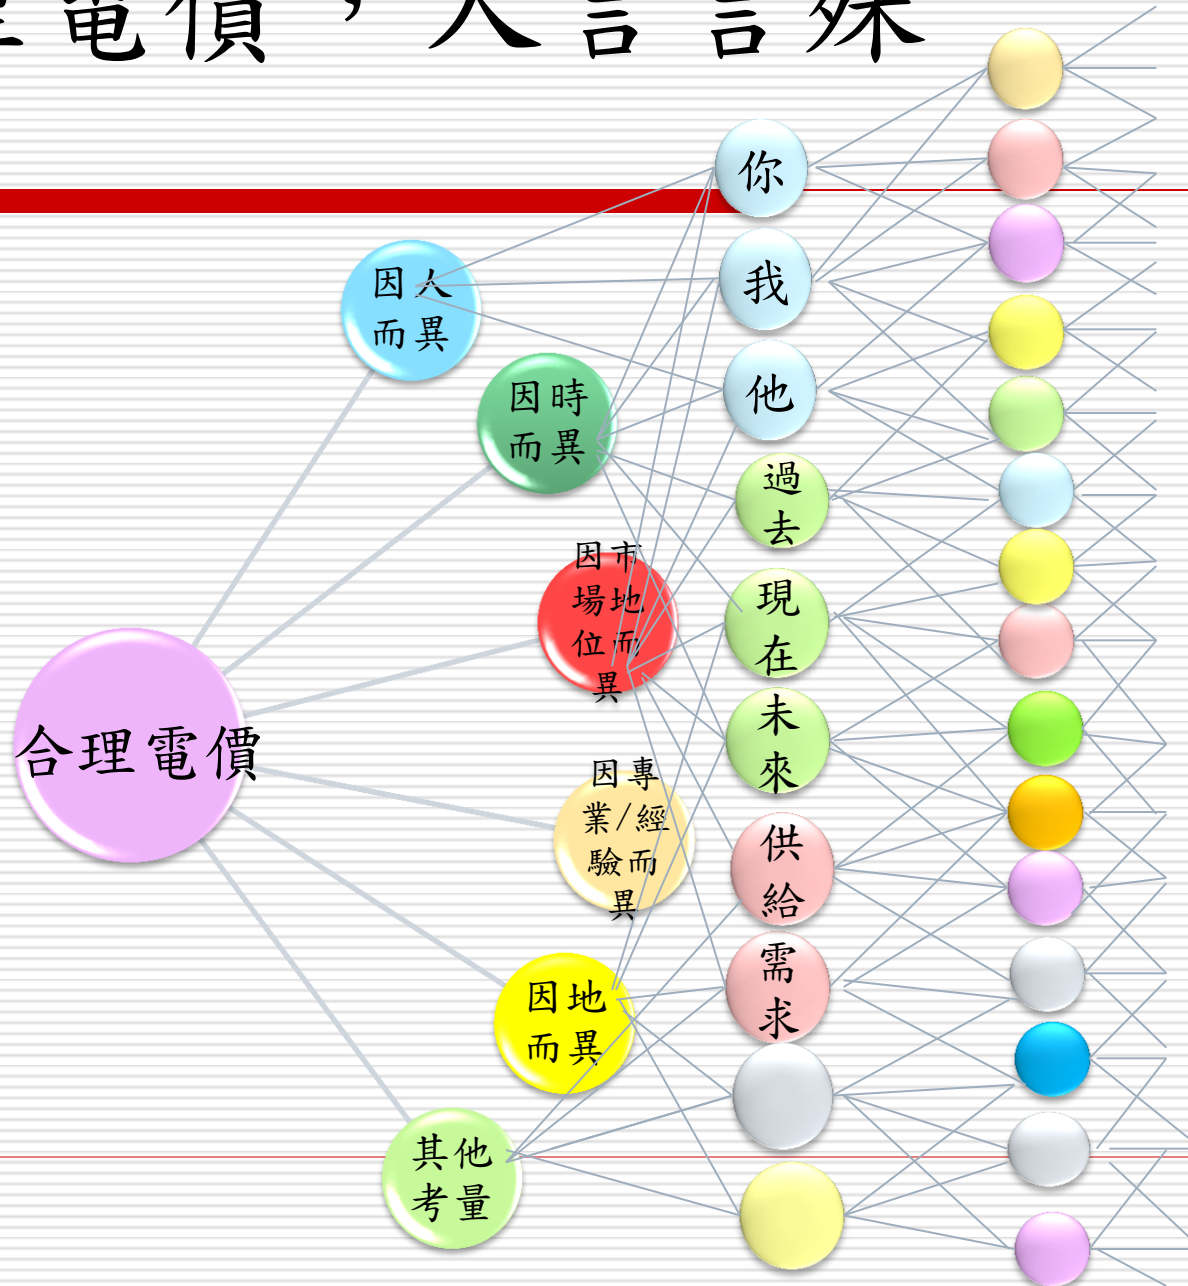 電價，人言言殊
因人
而異
因時
而異
因市
場地
位而
異
合理電價
因專
業/經
驗而
異
因地
而異
其他
考量
你
我
他
過
去
現
在
未
來
供
給
需
求